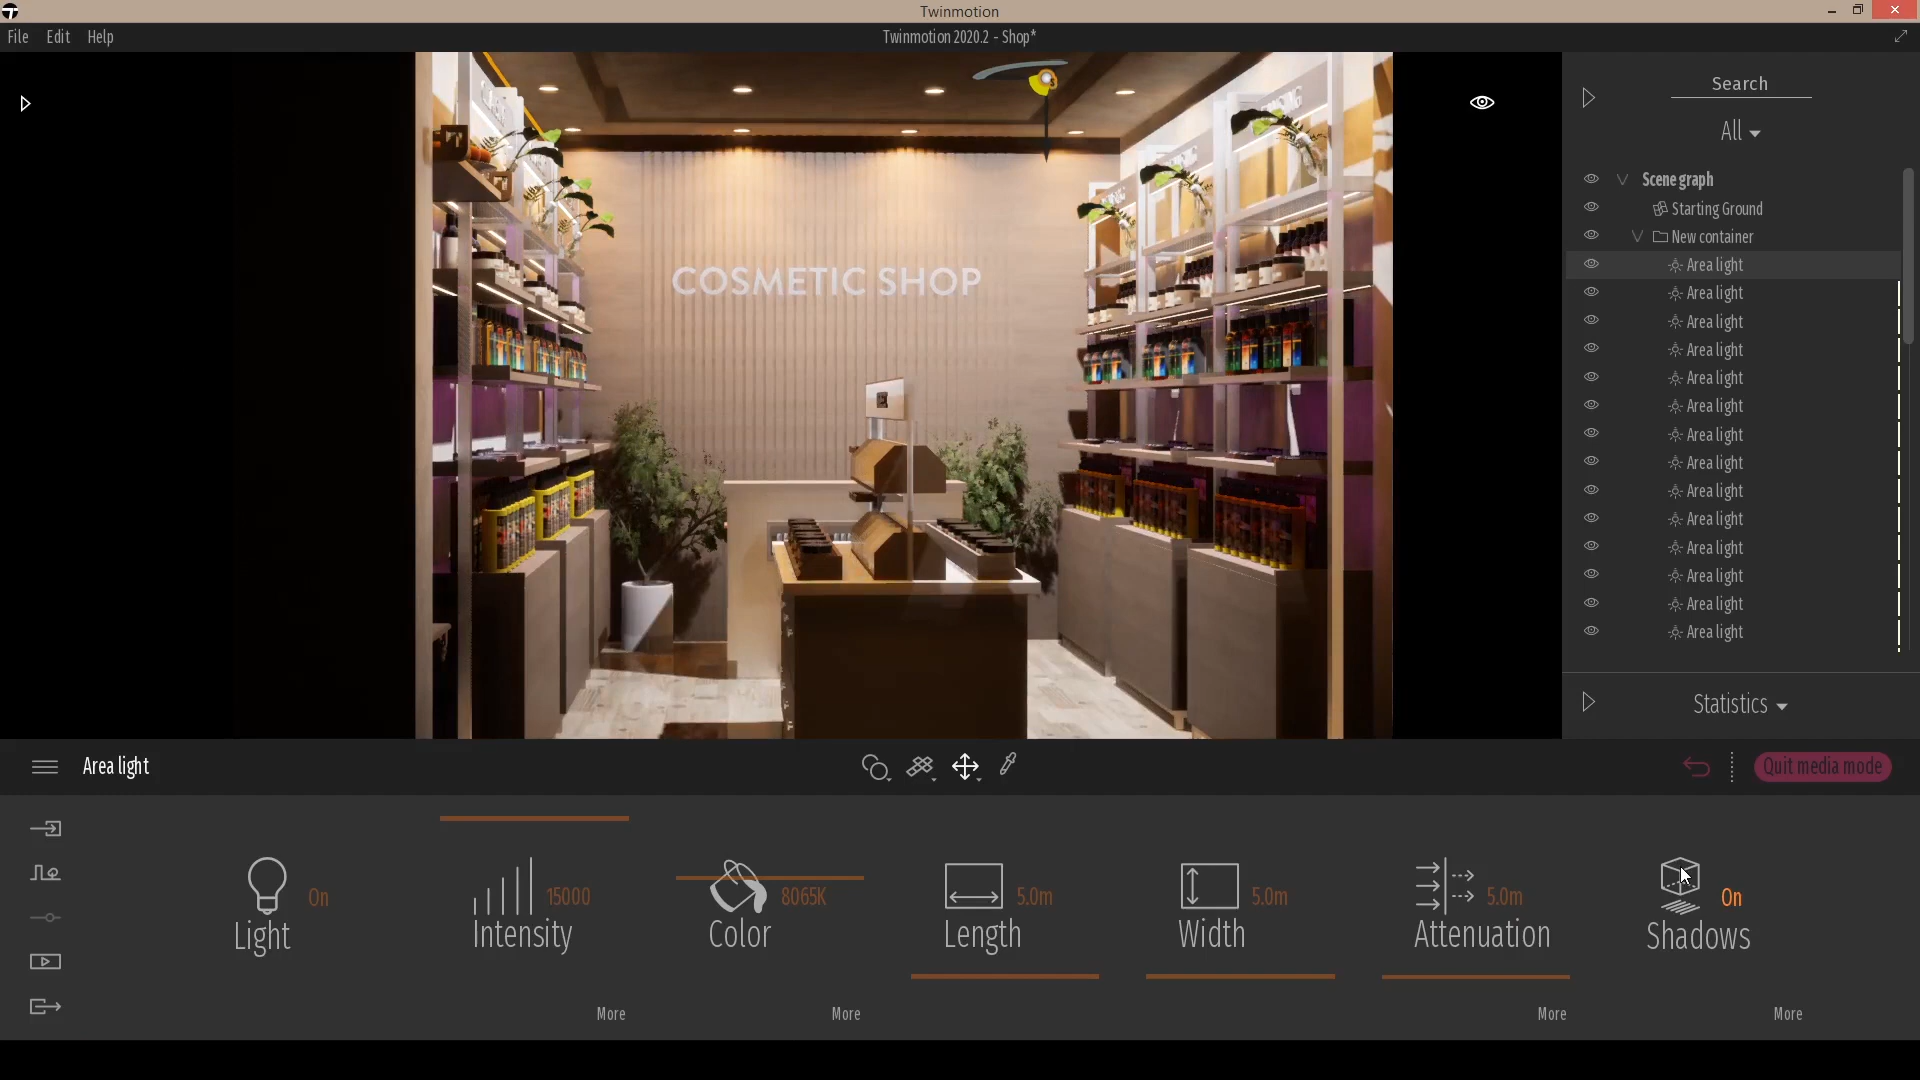 Twinmotion
File Edit Help
Twinmotion 2020.2 - Shop*
COSMETIC SHOP
Search
All
Scene graph
Starting Ground
New container
Area light
Area light
Area light
Area light
Area light
Area light
Area light
Area light
Area light
Area light
Area light
Area light
Area light
Area light
Statistics
Area light
Quit media mode
On
15000
8065K
5.0m
5.0m
5.0m
On
Light
Intensity
Color
Length
Width
Attenuation
Shadows
More
More
More
More